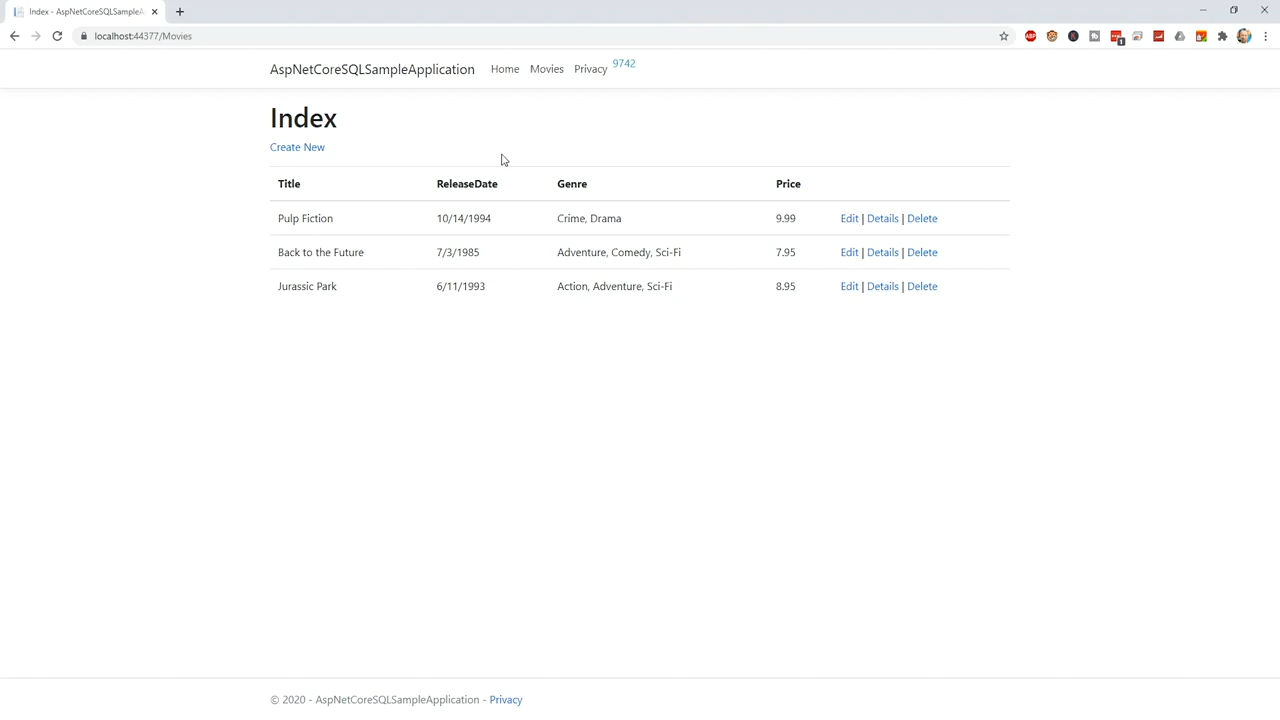 Index - AspNetCoreSQLSampleA
localhost:44377/Movies
ABP
1
AspNetCoreSQLSampleApplication Home Movies Privacy 9742
Index
Create New
Title ReleaseDate Genre Price
Pulp Fiction 10/14/1994 Crime, Drama 9.99 Edit | Details | Delete
Back to the Future 7/3/1985 Adventure, Comedy, Sci-Fi 7.95 Edit | Details | Delete
Jurassic Park 6/11/1993 Action, Adventure, Sci-Fi 8.95 Edit | Details | Delete
© 2020 - AspNetCoreSQLSampleApplication - Privacy